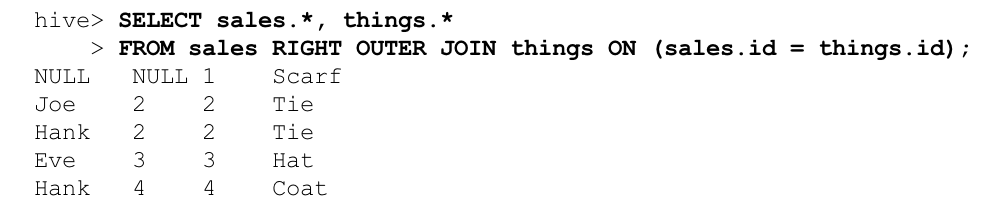 hive> SELECT sales.*, things.*
    > FROM sales RIGHT OUTER JOIN things ON (sales.id = things.id);
NULL   NULL 1    Scarf
Joe    2    2    Tie
Hank   2    2    Tie
Eve    3    3    Hat
Hank   4    4    Coat